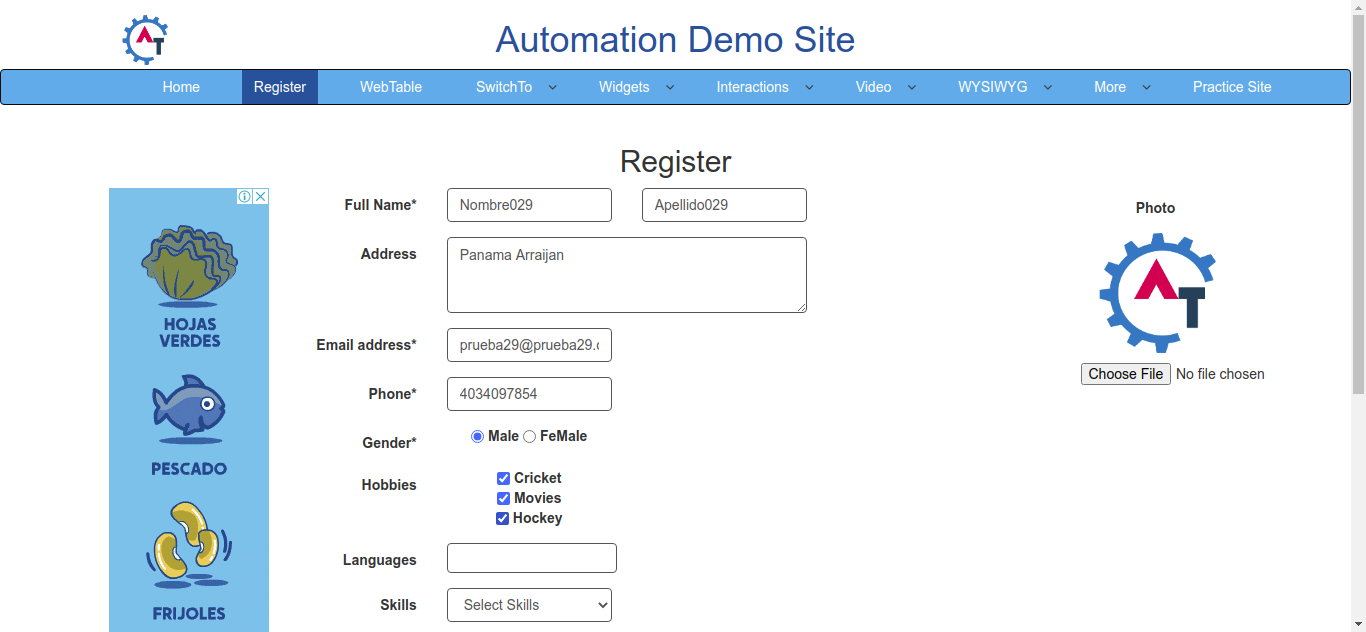 AT
Automation Demo Site
Home Register WebTable SwitchTo Widgets Interactions Video WYSIWYG More Practice Site
Register
Full Name* Nombre029 Apellido029
Address Panama Arraijan
Email address* prueba29@prueba29.
Phone* 4034097854
Gender* Male FeMale
Hobbies Cricket
Movies
Hockey
Languages
Skills Select Skills
Photo
AT
Choose File No file chosen
HOJAS
VERDES
PESCADO
FRIJOLES